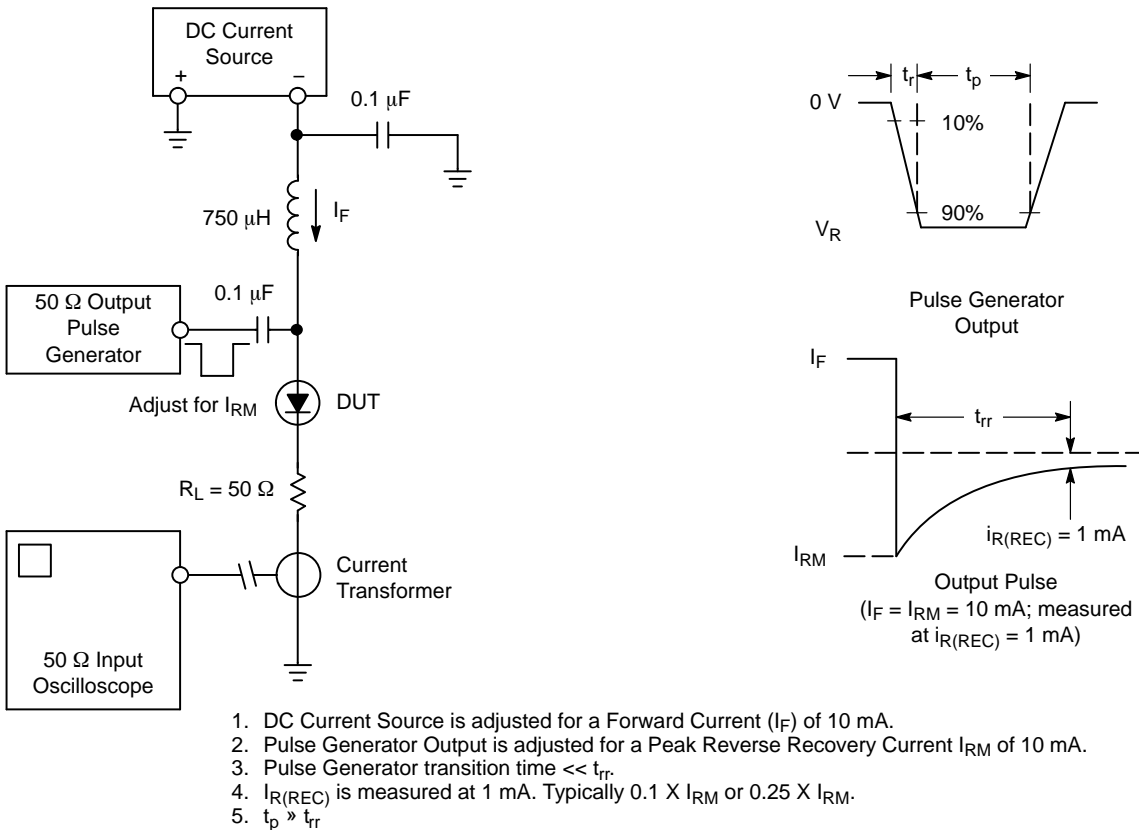 DC Current
Source
+ −
0.1 μF
750 μH
I_F
0.1 μF
50 Ω Output
Pulse
Generator
Adjust for I_RM
DUT
R_L = 50 Ω
Current
Transformer
50 Ω Input
Oscilloscope
t_r t_p
0 V
10%
90%
V_R
Pulse Generator
Output
I_F
t_rr
i_R(REC) = 1 mA
I_RM
Output Pulse
(I_F = I_RM = 10 mA; measured
at i_R(REC) = 1 mA)
1. DC Current Source is adjusted for a Forward Current (I_F) of 10 mA.
2. Pulse Generator Output is adjusted for a Peak Reverse Recovery Current I_RM of 10 mA.
3. Pulse Generator transition time << t_rr.
4. I_R(REC) is measured at 1 mA. Typically 0.1 X I_RM or 0.25 X I_RM.
5. t_p » t_rr